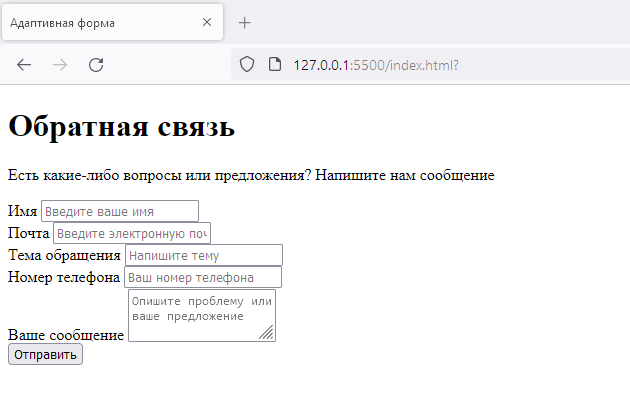 Адаптивная форма
127.0.0.1:5500/index.html?
Обратная связь
Есть какие-либо вопросы или предложения? Напишите нам сообщение
Имя Введите ваше имя
Почта Введите электронную поч
Тема обращения Напишите тему
Номер телефона Ваш номер телефона
Опишите проблему или
ваше предложение
Ваше сообщение
Отправить